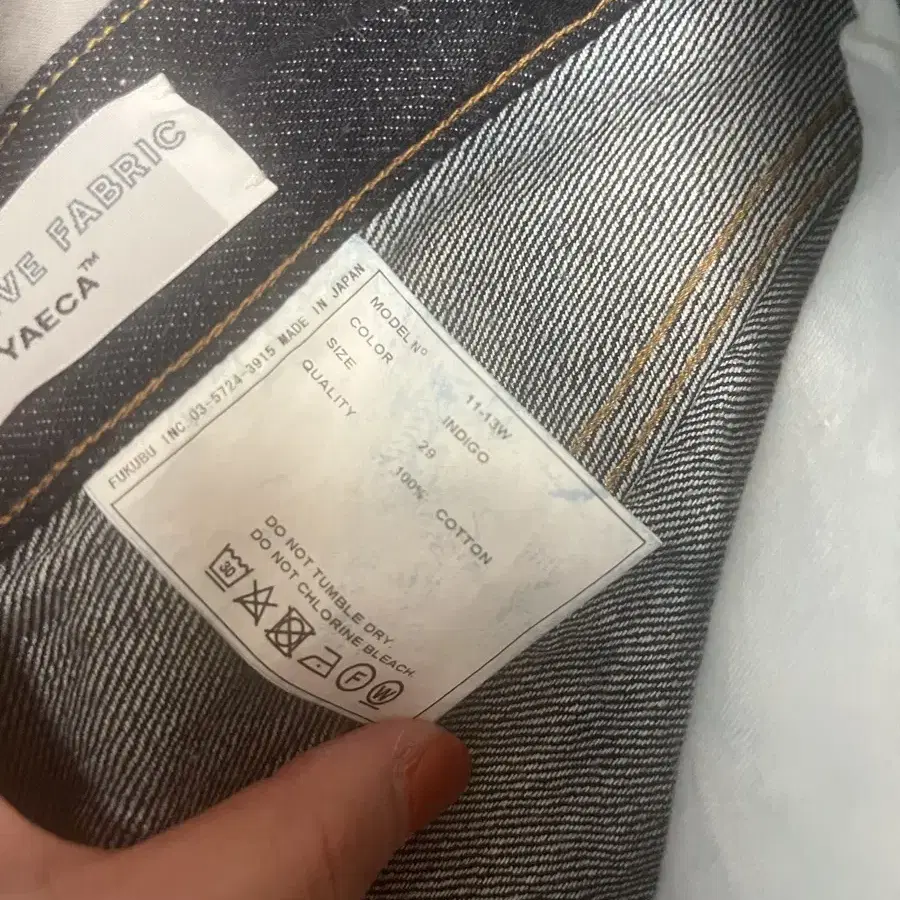 VE FABRIC
YAECA™
FUKUBU INC. 03-5724-3915 MADE IN JAPAN
MODEL Nº 11-13W
COLOR INDIGO
SIZE 29
QUALITY 100% COTTON
DO NOT TUMBLE DRY.
DO NOT CHLORINE BLEACH.
30
F
W